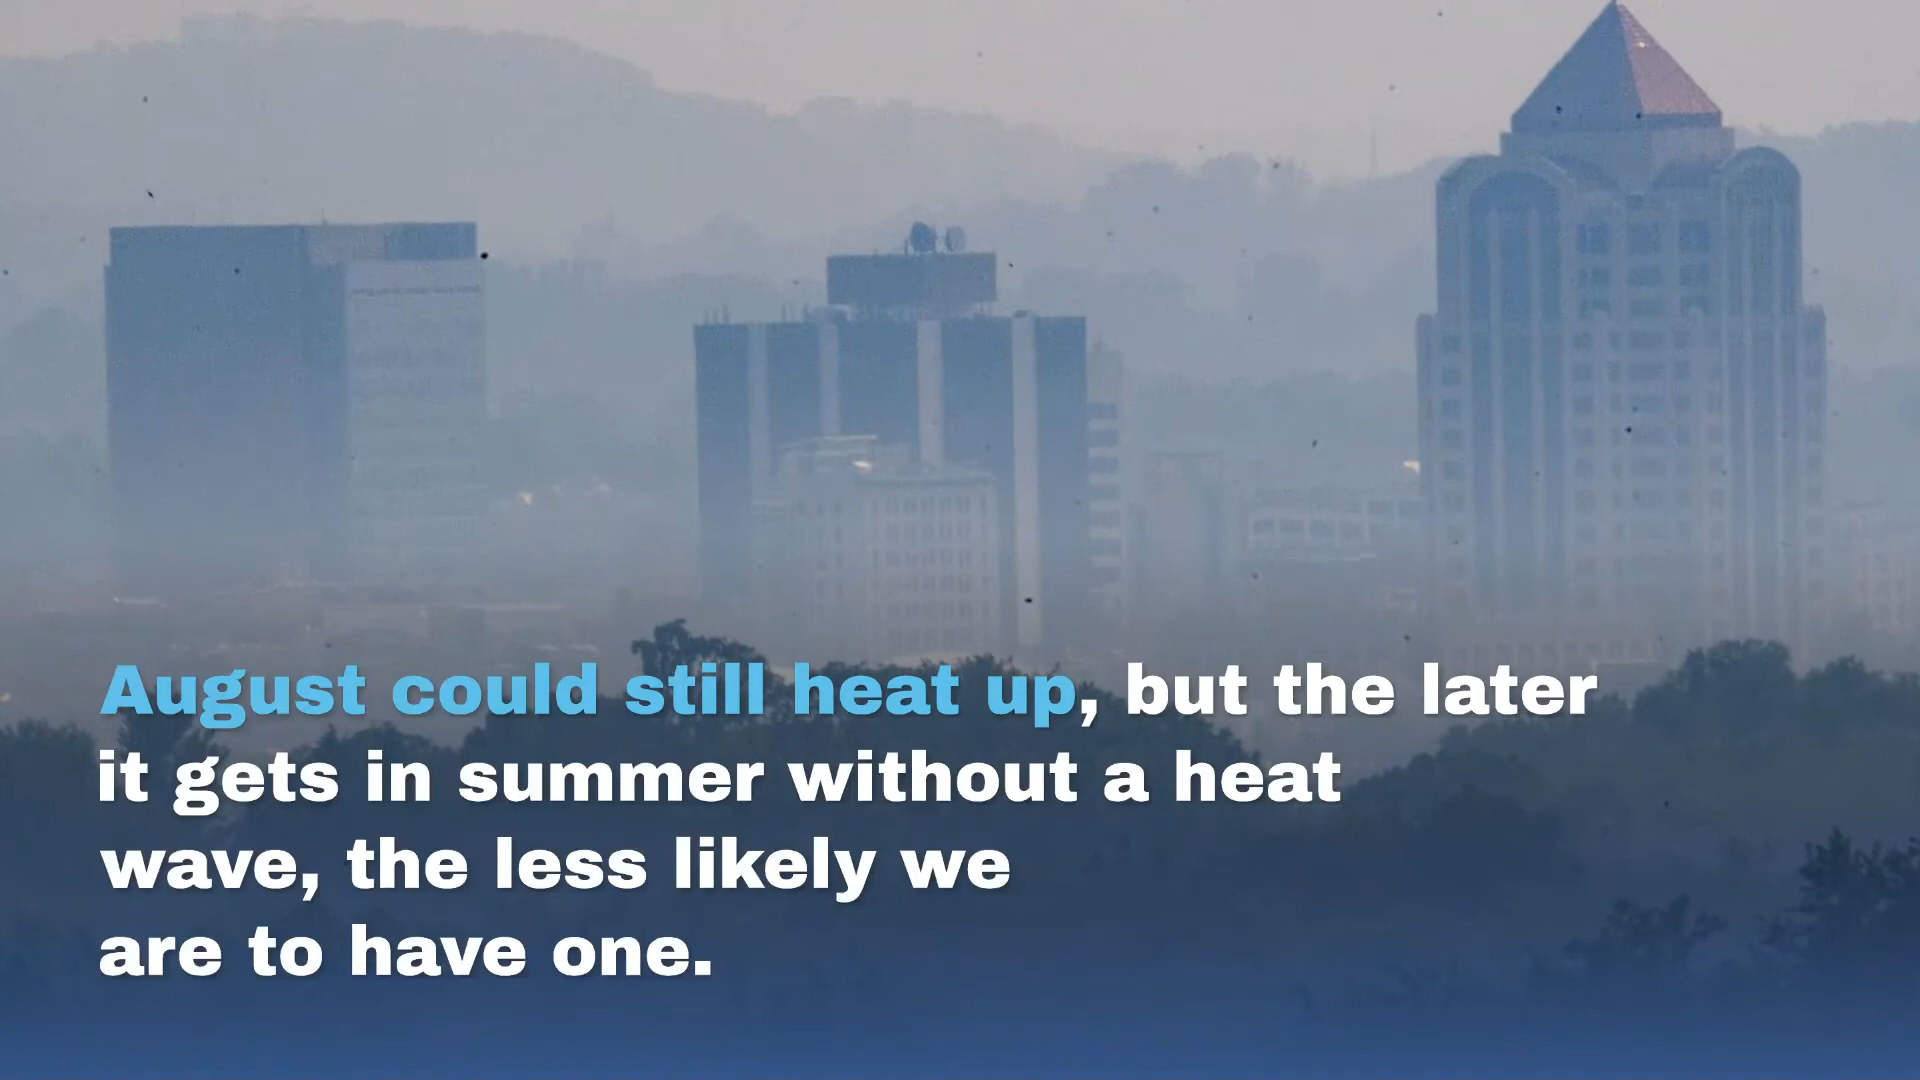 August could still heat up, but the later
it gets in summer without a heat
wave, the less likely we
are to have one.